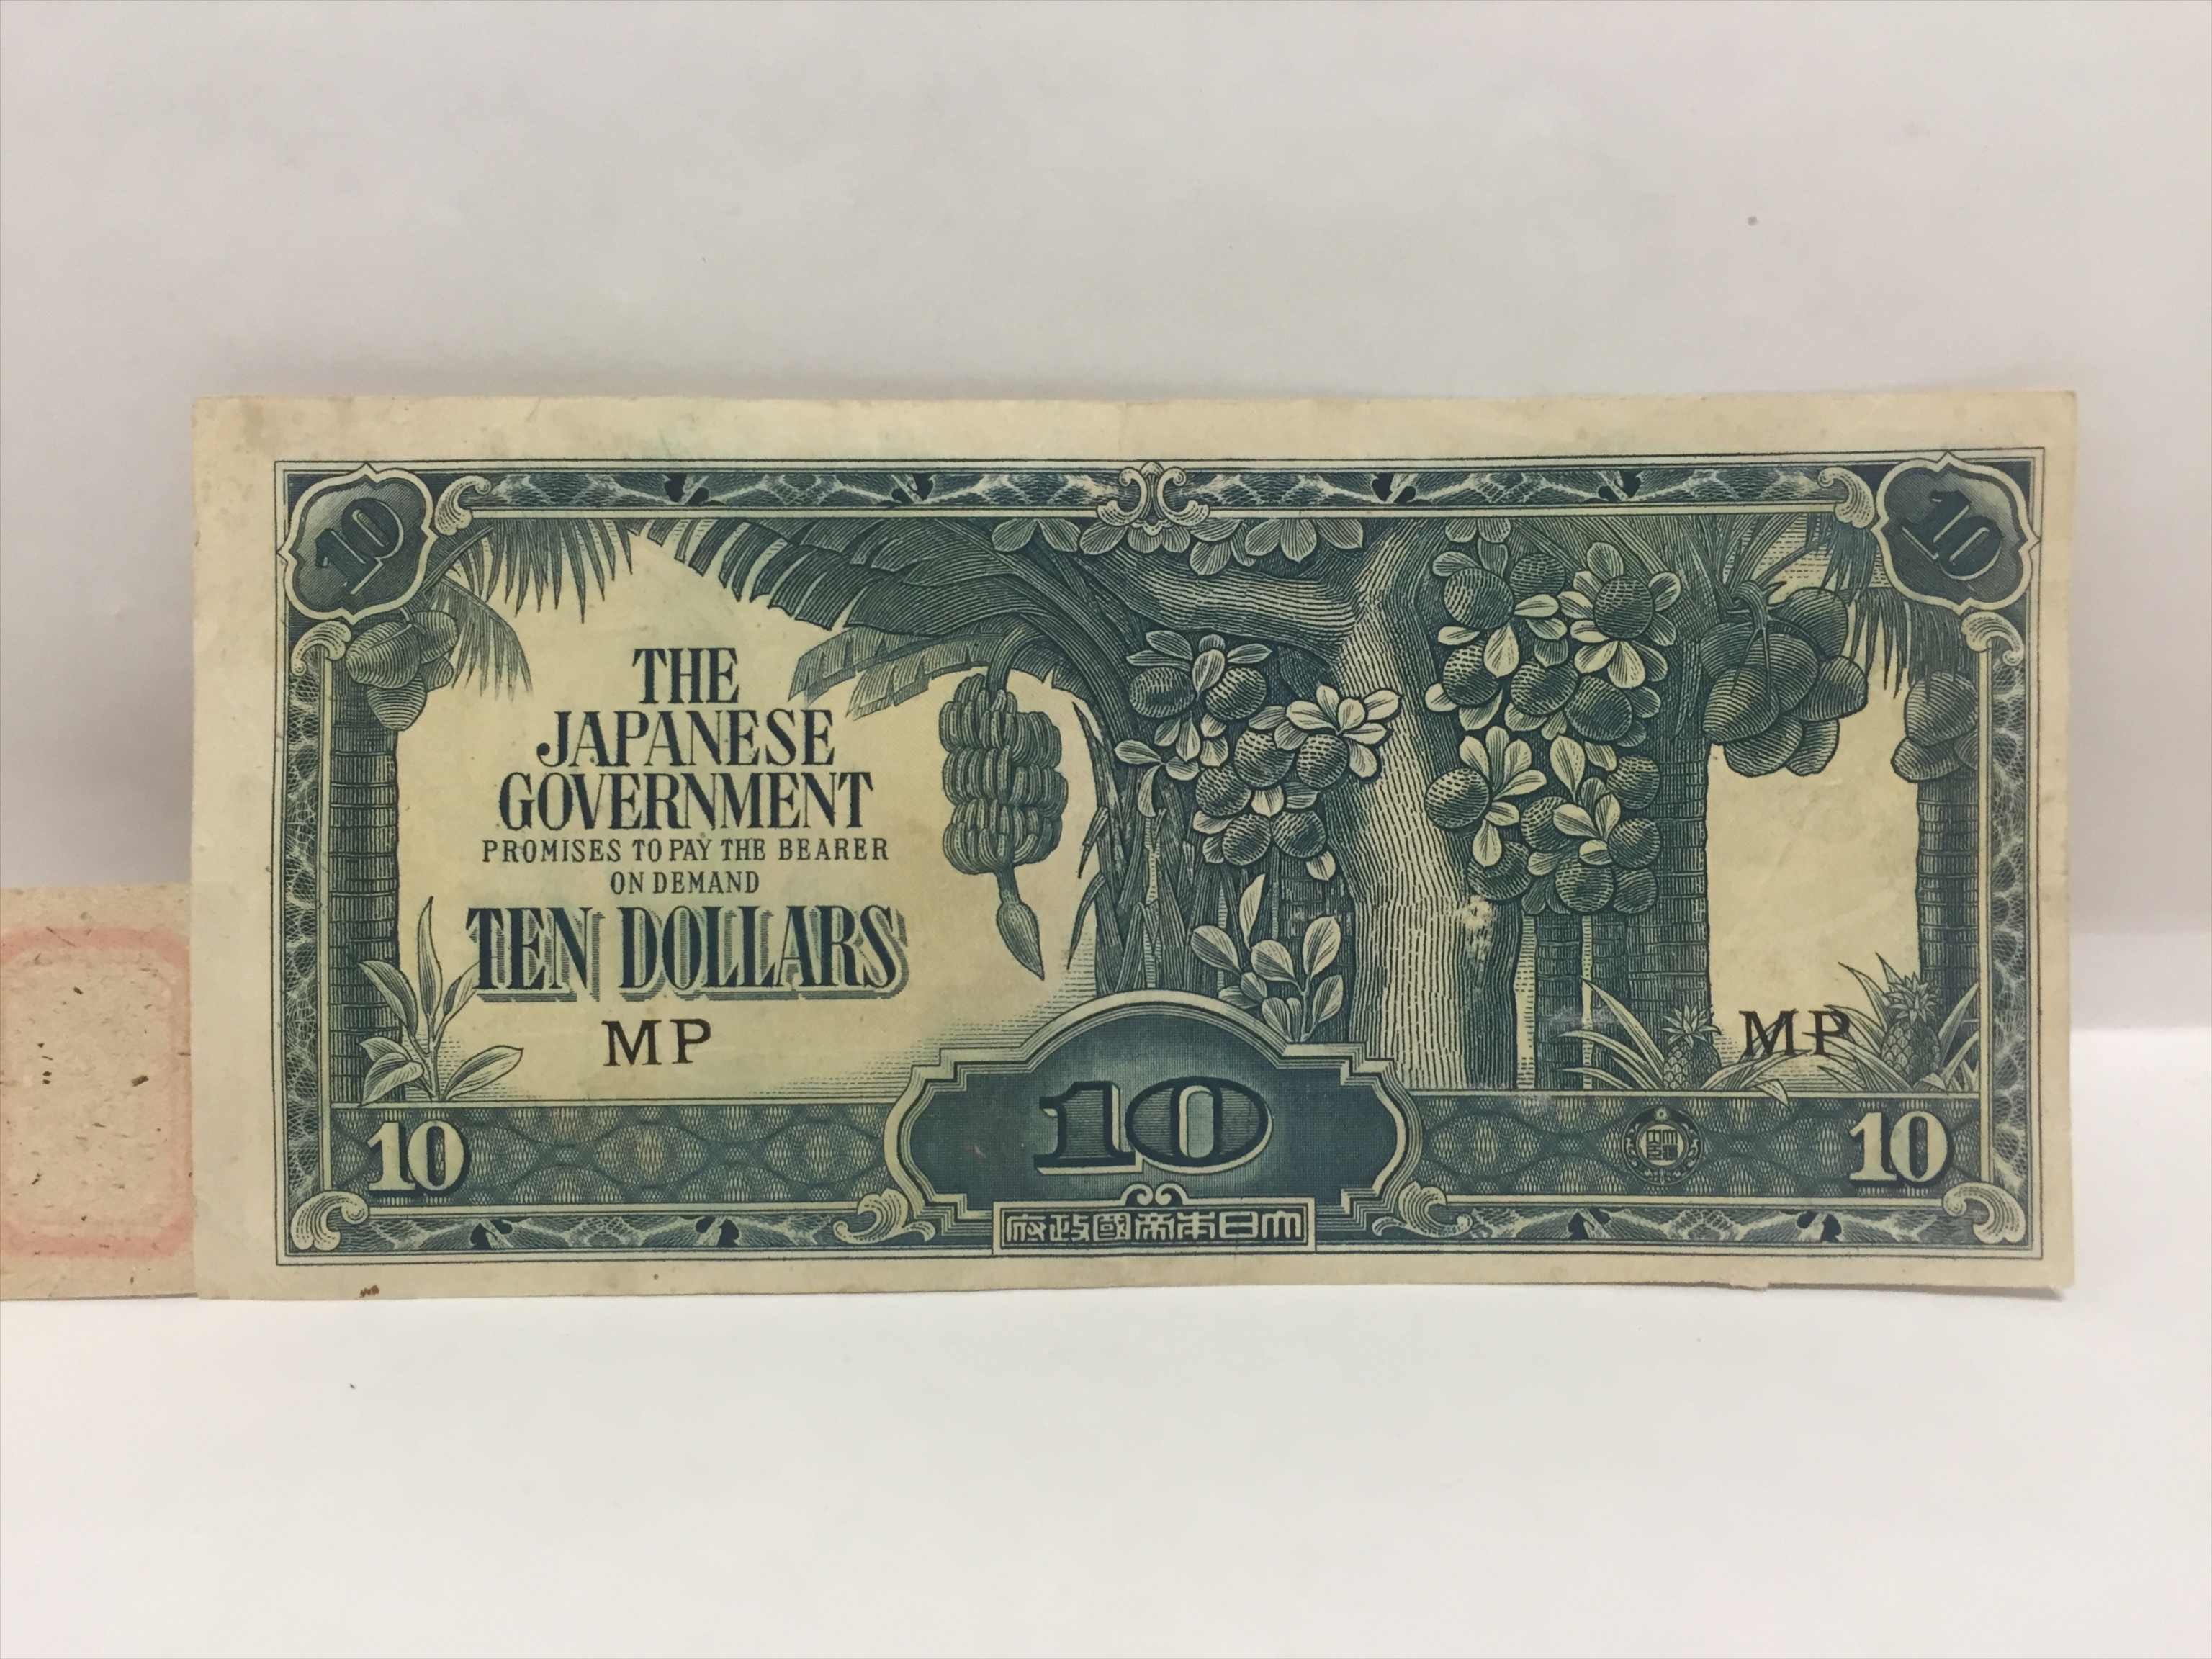 10
10
THE
JAPANESE
GOVERNMENT
PROMISES TO PAY THE BEARER
ON DEMAND
TEN DOLLARS
MP
MP
10
10
10
府政國帝本日大